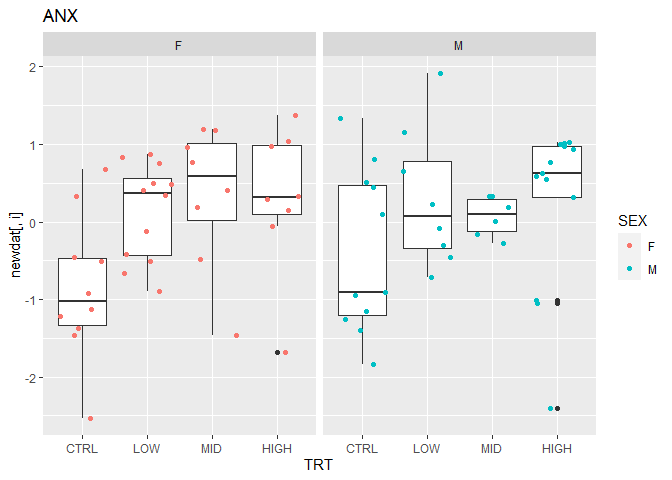 ANX
F
M
2
1
0
-1
-2
newdat[, i]
CTRL
LOW
MID
HIGH
CTRL
LOW
MID
HIGH
TRT
SEX
F
M